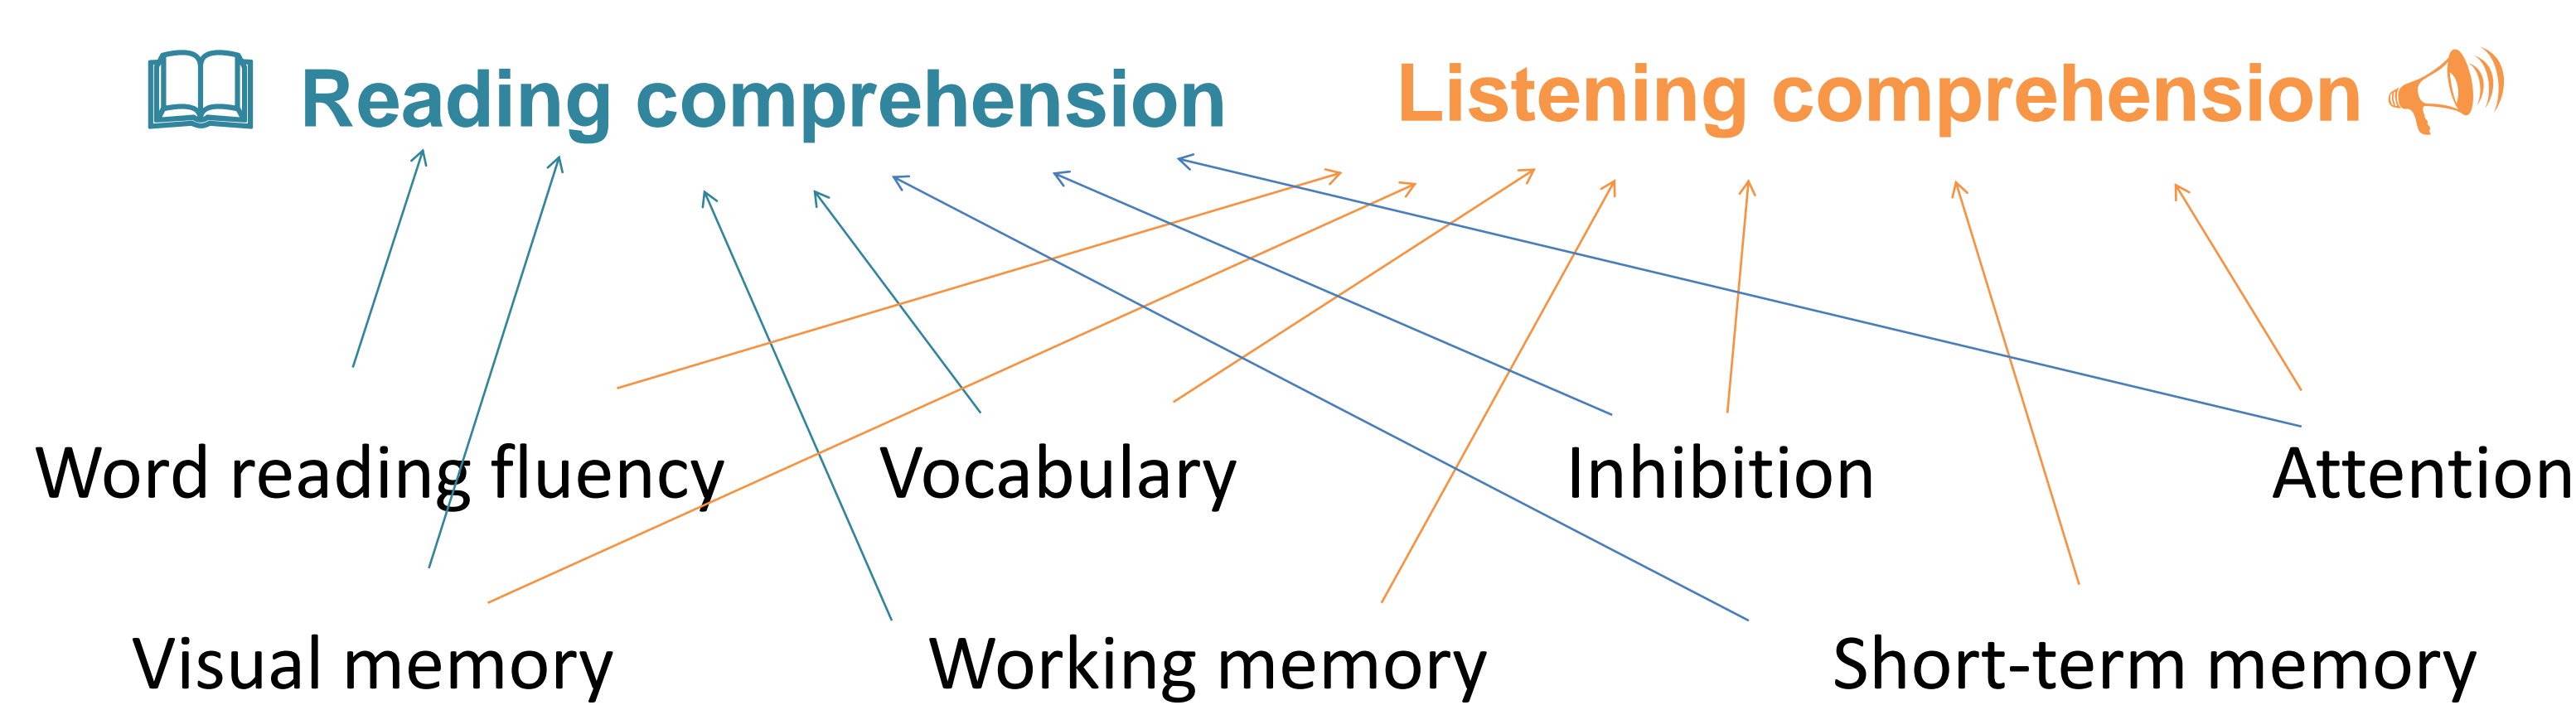 Reading comprehension
Listening comprehension
Word reading fluency
Vocabulary
Inhibition
Attention
Visual memory
Working memory
Short-term memory